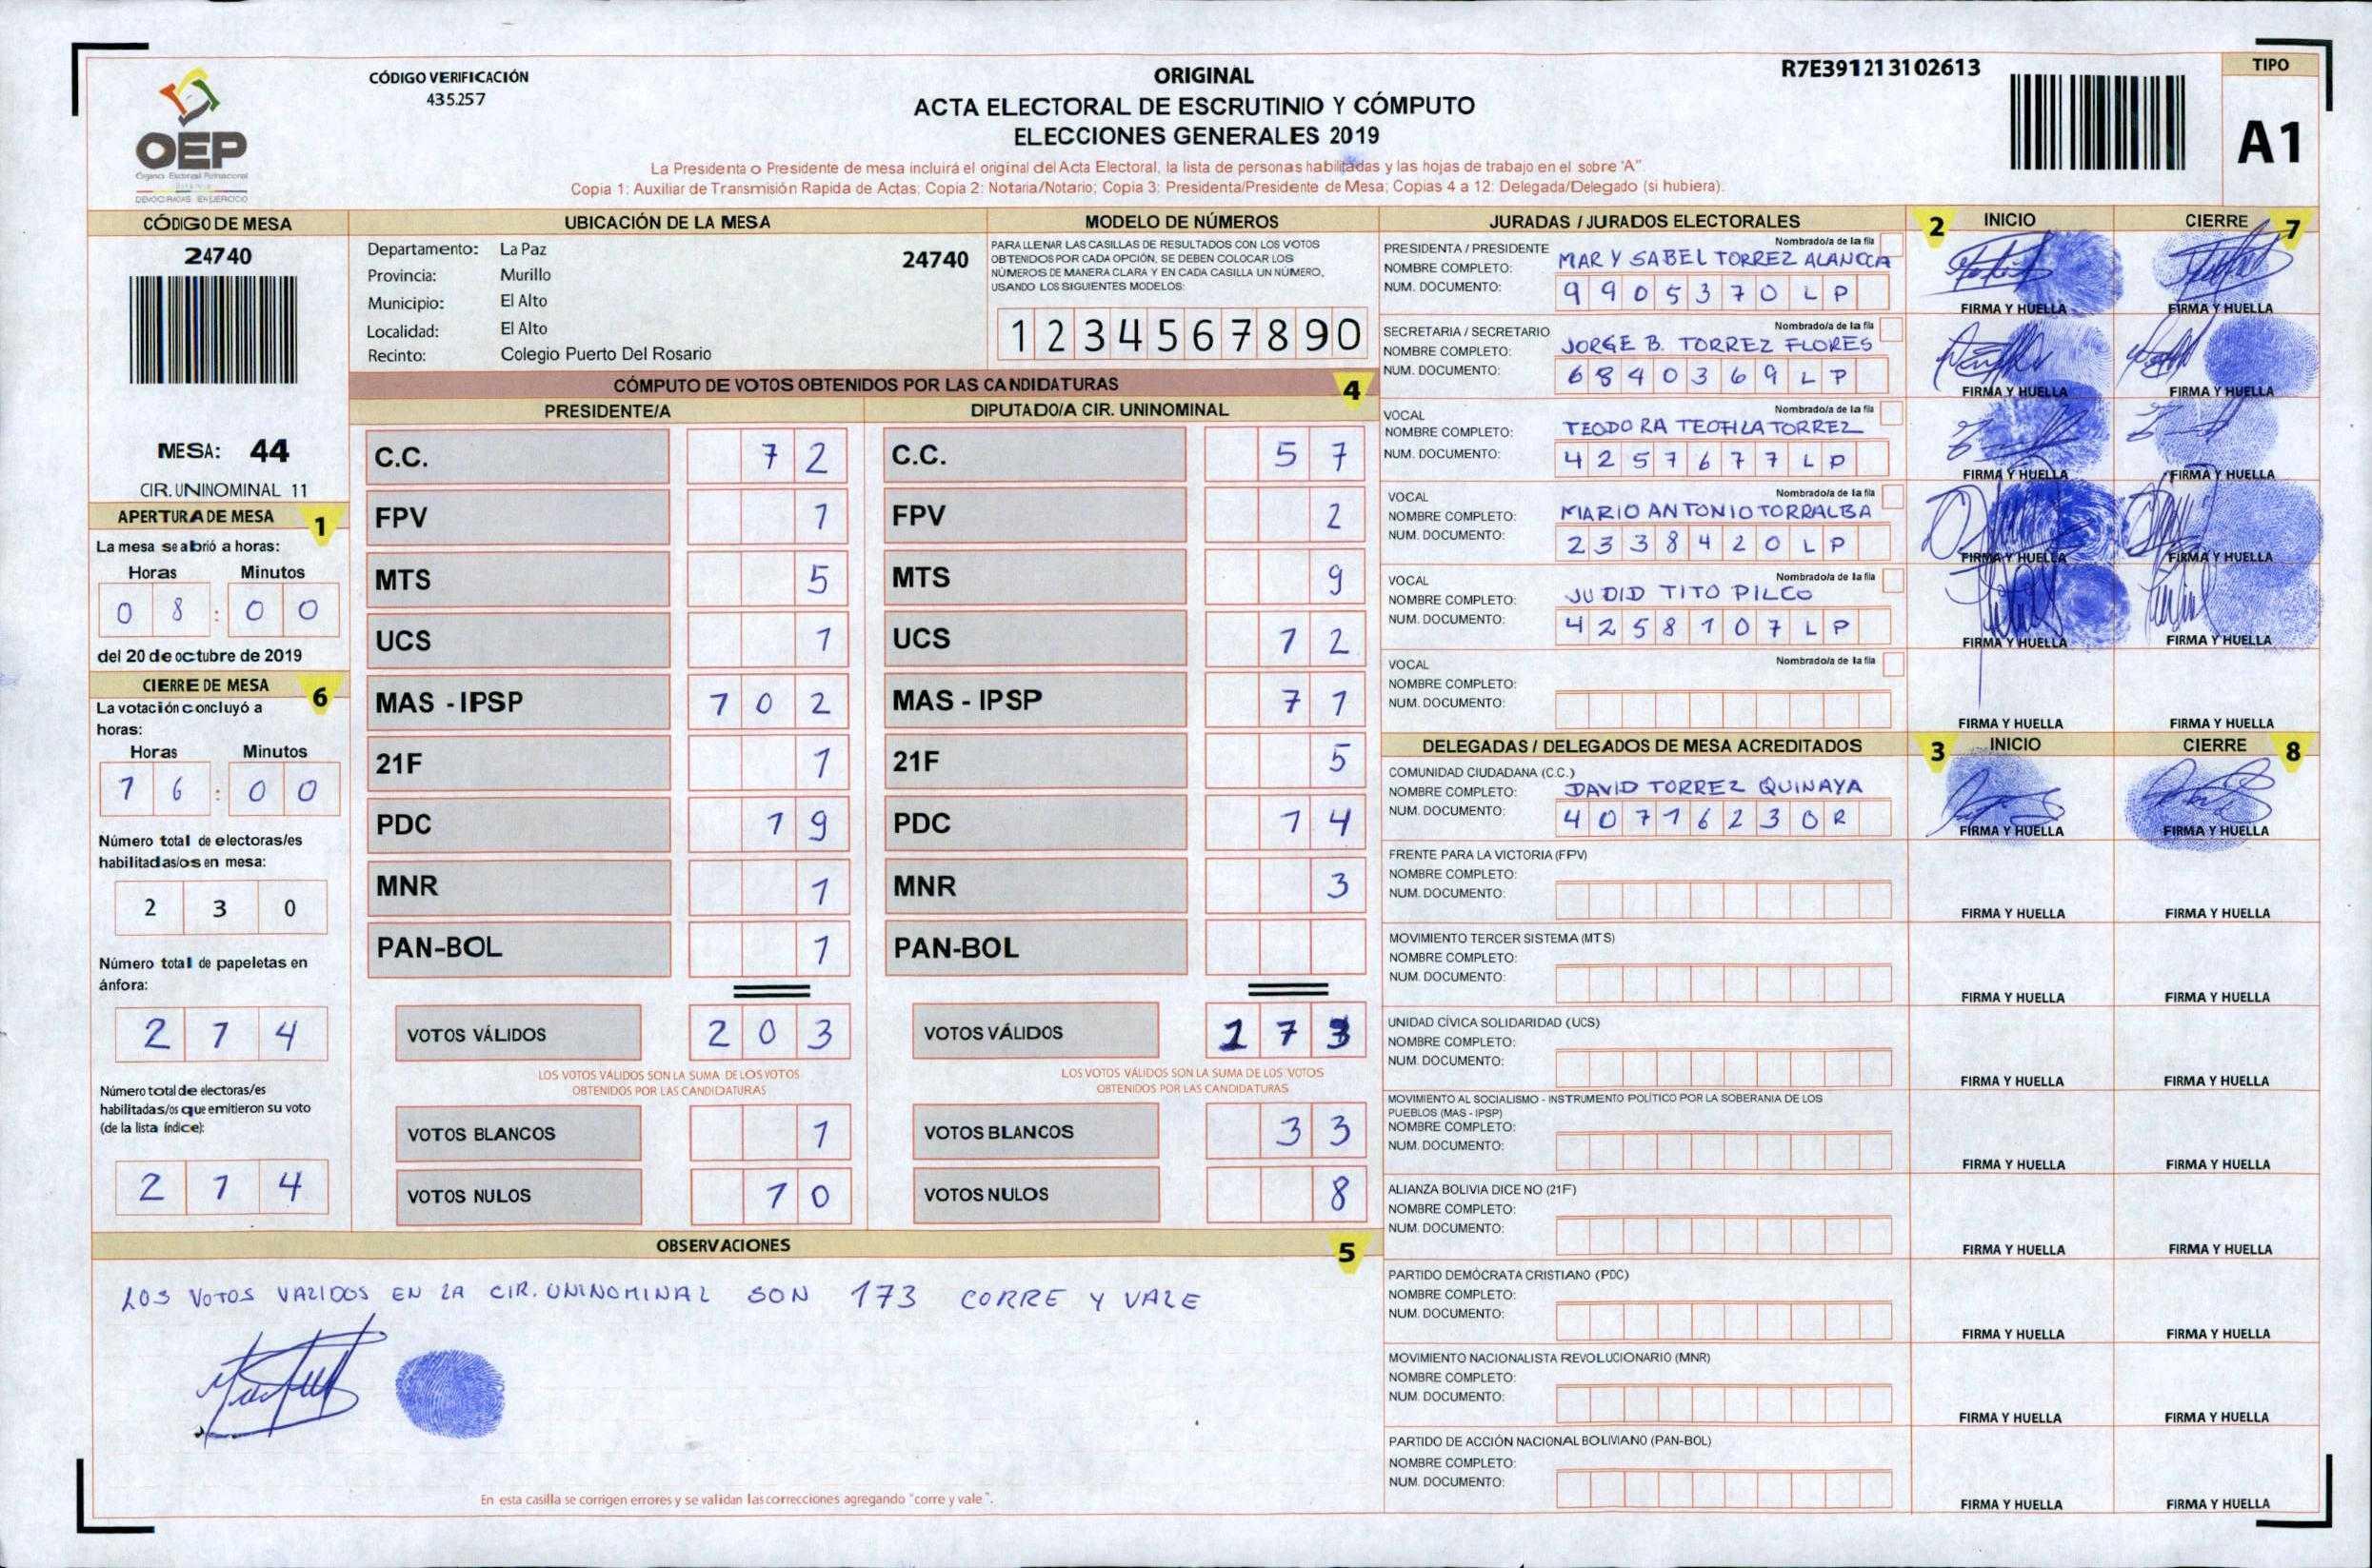 CÓDIGO VERIFICACIÓN
435257
ORIGINAL
ACTA ELECTORAL DE ESCRUTINIO Y CÓMPUTO
ELECCIONES GENERALES 2019
R7E391213102613
TIPO
A1
OEP
La Presidenta o Presidente de mesa incluirá el original del Acta Electoral, la lista de personas habilitadas y las hojas de trabajo en el sobre "A".
Copia 1: Auxiliar de Transmisión Rapida de Actas; Copia 2: Notaria/Notario; Copia 3: Presidenta/Presidente de Mesa; Copias 4 a 12: Delegada/Delegado (si hubiera).
CÓDIGO DE MESA
24740
MESA: 44
CIR. UNINOMINAL 11
APERTURA DE MESA 1
La mesa se abrió a horas:
Horas Minutos
0 8 : 0 0
del 20 de octubre de 2019
CIERRE DE MESA 6
La votación concluyó a
horas:
Horas Minutos
1 6 : 0 0
Número total de electoras/es
habilitadas/os en mesa:
2 3 0
Número total de papeletas en
ánfora:
2 1 4
Número total de electoras/es
habilitadas/os que emitieron su voto
(de la lista índice):
2 1 4
UBICACIÓN DE LA MESA
Departamento: La Paz 24740
Provincia: Murillo
Municipio: El Alto
Localidad: El Alto
Recinto: Colegio Puerto Del Rosario
MODELO DE NÚMEROS
PARA LLENAR LAS CASILLAS DE RESULTADOS CON LOS VOTOS
OBTENIDOS POR CADA OPCIÓN, SE DEBEN COLOCAR LOS
NÚMEROS DE MANERA CLARA Y EN CADA CASILLA UN NÚMERO,
USANDO LOS SIGUIENTES MODELOS:
1 2 3 4 5 6 7 8 9 0
CÓMPUTO DE VOTOS OBTENIDOS POR LAS CANDIDATURAS 4
PRESIDENTE/A
C.C. 7 2
FPV 1
MTS 5
UCS 1
MAS - IPSP 1 0 2
21F 1
PDC 1 9
MNR 1
PAN-BOL 1
VOTOS VÁLIDOS 2 0 3
LOS VOTOS VÁLIDOS SON LA SUMA DE LOS VOTOS
OBTENIDOS POR LAS CANDIDATURAS
VOTOS BLANCOS 1
VOTOS NULOS 1 0
DIPUTADO/A CIR. UNINOMINAL
C.C. 5 7
FPV 2
MTS 9
UCS 1 2
MAS - IPSP 7 1
21F 5
PDC 1 4
MNR 3
PAN-BOL
VOTOS VÁLIDOS 1 7 3
LOS VOTOS VÁLIDOS SON LA SUMA DE LOS VOTOS
OBTENIDOS POR LAS CANDIDATURAS
VOTOS BLANCOS 3 3
VOTOS NULOS 8
OBSERVACIONES 5
LOS VOTOS VALIDOS EN LA CIR. UNINOMINAL SON 173 CORRE Y VALE
En esta casilla se corrigen errores y se validan las correcciones agregando "corre y vale".
JURADAS / JURADOS ELECTORALES 2 INICIO CIERRE 7
PRESIDENTA / PRESIDENTE Nombrado/a de la fila
NOMBRE COMPLETO: MARY SABEL TORREZ ALANOCA
NUM. DOCUMENTO: 9 9 0 5 3 7 0 L P
FIRMA Y HUELLA FIRMA Y HUELLA
SECRETARIA / SECRETARIO Nombrado/a de la fila
NOMBRE COMPLETO: JORGE B. TORREZ FLORES
NUM. DOCUMENTO: 6 8 4 0 3 6 9 L P
FIRMA Y HUELLA FIRMA Y HUELLA
VOCAL Nombrado/a de la fila
NOMBRE COMPLETO: TEODORA TEOFILA TORREZ
NUM. DOCUMENTO: 4 2 5 7 6 7 7 L P
FIRMA Y HUELLA FIRMA Y HUELLA
VOCAL Nombrado/a de la fila
NOMBRE COMPLETO: MARIO ANTONIO TORRALBA
NUM. DOCUMENTO: 2 3 3 8 4 2 0 L P
FIRMA Y HUELLA FIRMA Y HUELLA
VOCAL Nombrado/a de la fila
NOMBRE COMPLETO: JUDID TITO PILCO
NUM. DOCUMENTO: 4 2 5 8 1 0 7 L P
FIRMA Y HUELLA FIRMA Y HUELLA
VOCAL Nombrado/a de la fila
NOMBRE COMPLETO:
NUM. DOCUMENTO:
FIRMA Y HUELLA FIRMA Y HUELLA
DELEGADAS / DELEGADOS DE MESA ACREDITADOS 3 INICIO CIERRE 8
COMUNIDAD CIUDADANA (C.C.)
NOMBRE COMPLETO: DAVID TORREZ QUINAYA
NUM. DOCUMENTO: 4 0 7 1 6 2 3 O R
FIRMA Y HUELLA FIRMA Y HUELLA
FRENTE PARA LA VICTORIA (FPV)
NOMBRE COMPLETO:
NUM. DOCUMENTO:
FIRMA Y HUELLA FIRMA Y HUELLA
MOVIMIENTO TERCER SISTEMA (MTS)
NOMBRE COMPLETO:
NUM. DOCUMENTO:
FIRMA Y HUELLA FIRMA Y HUELLA
UNIDAD CÍVICA SOLIDARIDAD (UCS)
NOMBRE COMPLETO:
NUM. DOCUMENTO:
FIRMA Y HUELLA FIRMA Y HUELLA
MOVIMIENTO AL SOCIALISMO - INSTRUMENTO POLÍTICO POR LA SOBERANIA DE LOS
PUEBLOS (MAS - IPSP)
NOMBRE COMPLETO:
NUM. DOCUMENTO:
FIRMA Y HUELLA FIRMA Y HUELLA
ALIANZA BOLIVIA DICE NO (21F)
NOMBRE COMPLETO:
NUM. DOCUMENTO:
FIRMA Y HUELLA FIRMA Y HUELLA
PARTIDO DEMÓCRATA CRISTIANO (PDC)
NOMBRE COMPLETO:
NUM. DOCUMENTO:
FIRMA Y HUELLA FIRMA Y HUELLA
MOVIMIENTO NACIONALISTA REVOLUCIONARIO (MNR)
NOMBRE COMPLETO:
NUM. DOCUMENTO:
FIRMA Y HUELLA FIRMA Y HUELLA
PARTIDO DE ACCIÓN NACIONAL BOLIVIANO (PAN-BOL)
NOMBRE COMPLETO:
NUM. DOCUMENTO:
FIRMA Y HUELLA FIRMA Y HUELLA